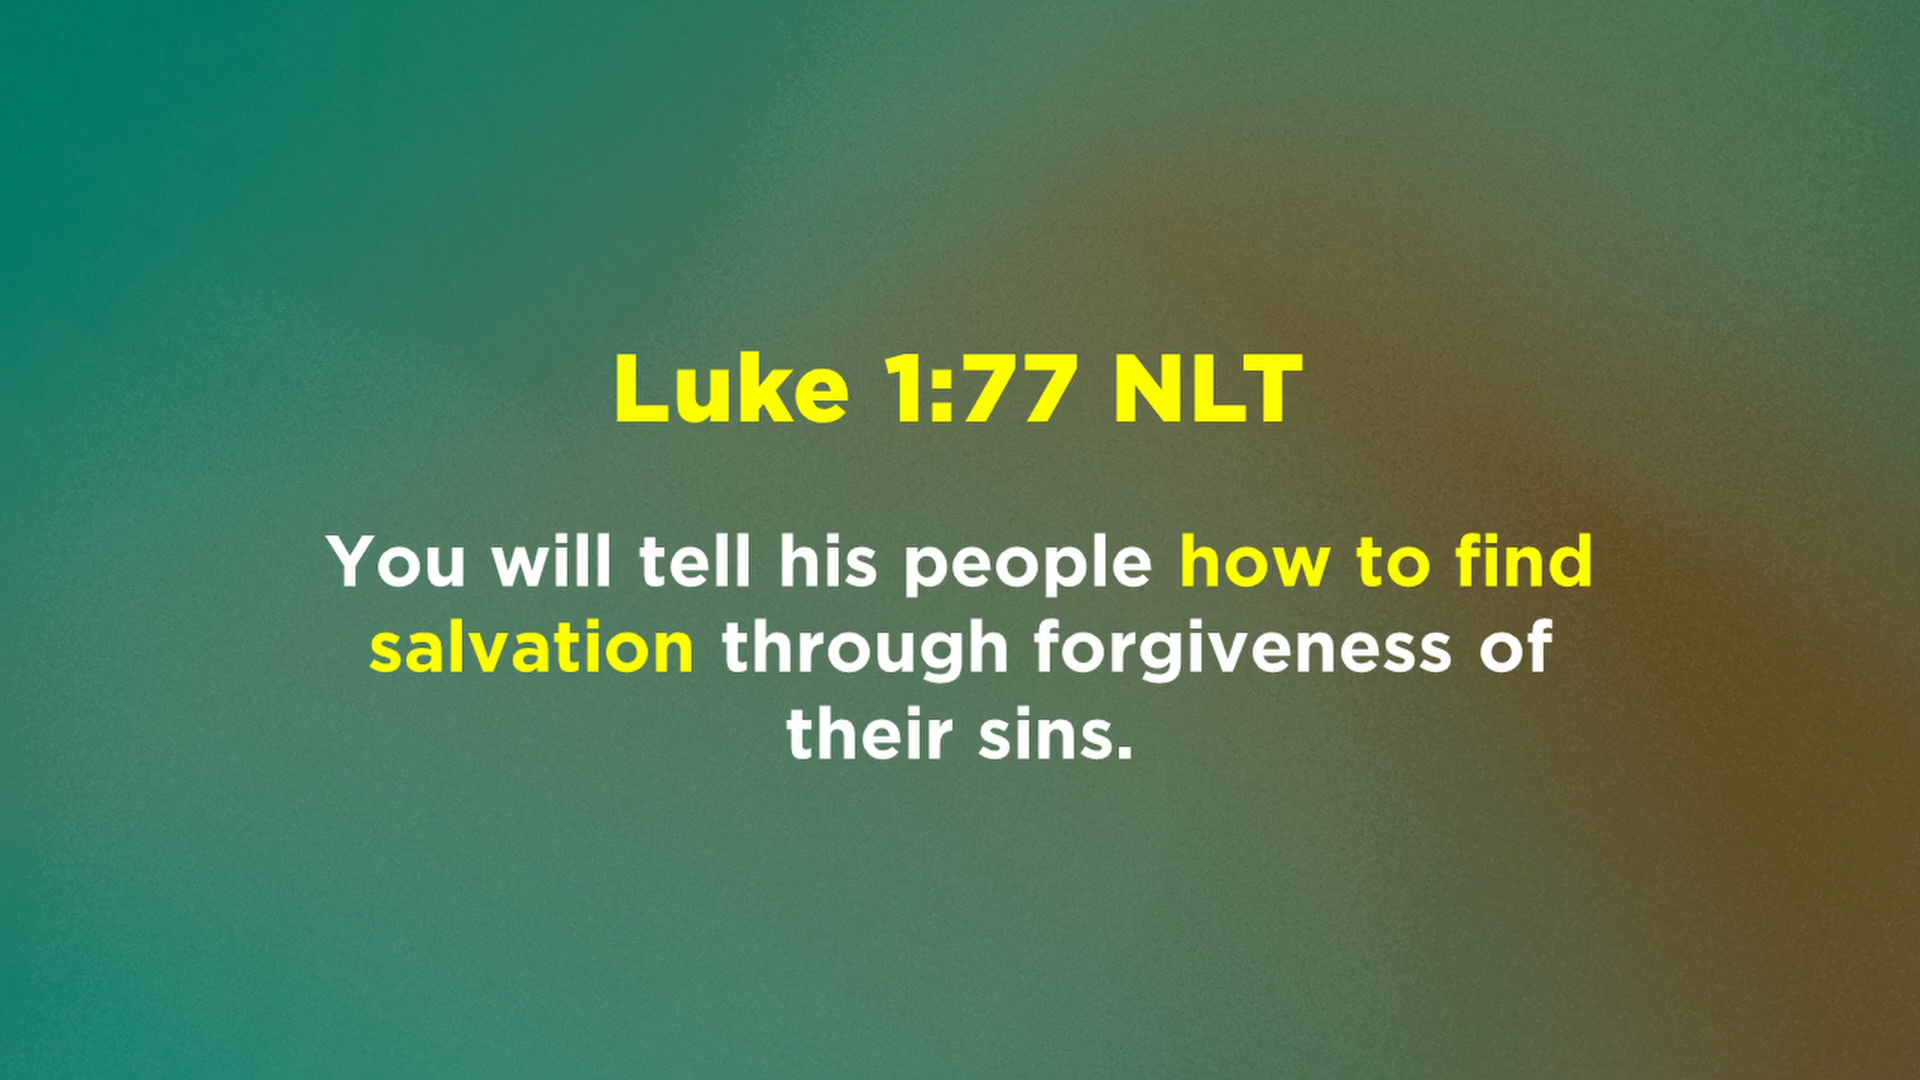 Luke 1:77 NLT
You will tell his people how to find
salvation through forgiveness of
their sins.